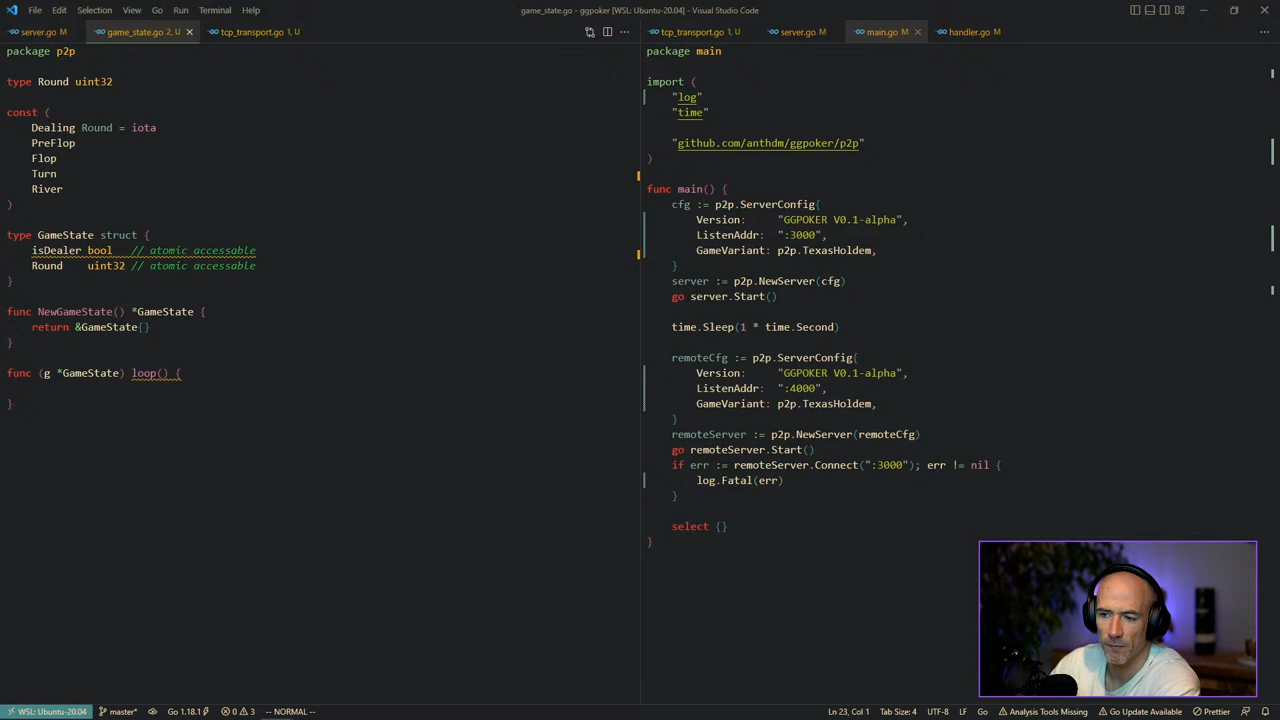 File Edit Selection View Go Run Terminal Help
game_state.go - ggpoker [WSL: Ubuntu-20.04] - Visual Studio Code
server.go M
game_state.go 2, U
tcp_transport.go 1, U
package p2p
type Round uint32
const (
Dealing Round = iota
PreFlop
Flop
Turn
River
)
type GameState struct {
isDealer bool // atomic accessable
Round uint32 // atomic accessable
}
func NewGameState() *GameState {
return &GameState{}
}
func (g *GameState) loop() {
}
tcp_transport.go 1, U
server.go M
main.go M
handler.go M
package main
import (
"log"
"time"
"github.com/anthdm/ggpoker/p2p"
)
func main() {
cfg := p2p.ServerConfig{
Version: "GGPOKER V0.1-alpha",
ListenAddr: ":3000",
GameVariant: p2p.TexasHoldem,
}
server := p2p.NewServer(cfg)
go server.Start()
time.Sleep(1 * time.Second)
remoteCfg := p2p.ServerConfig{
Version: "GGPOKER V0.1-alpha",
ListenAddr: ":4000",
GameVariant: p2p.TexasHoldem,
}
remoteServer := p2p.NewServer(remoteCfg)
go remoteServer.Start()
if err := remoteServer.Connect(":3000"); err != nil {
log.Fatal(err)
}
select {}
}
WSL: Ubuntu-20.04 master* Go 1.18.1 0 3 -- NORMAL -- Ln 23, Col 1 Tab Size: 4 UTF-8 LF Go Analysis Tools Missing Go Update Available Prettier